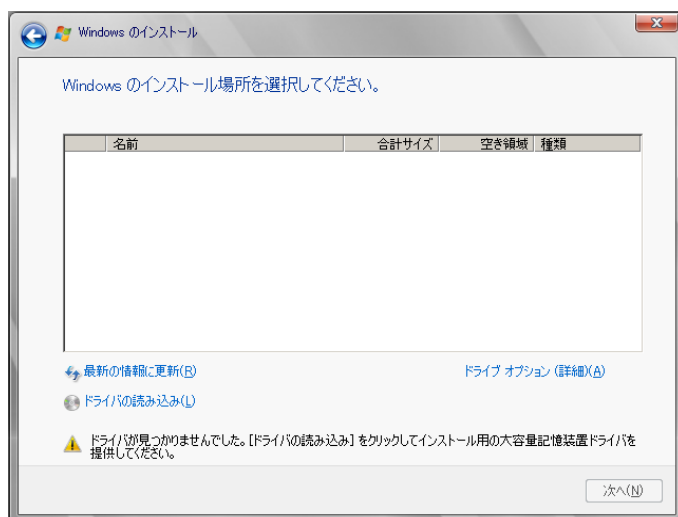 Windows のインストール
Windows のインストール場所を選択してください。
名前 合計サイズ 空き領域 種類
最新の情報に更新(R)
ドライブ オプション (詳細)(A)
ドライバの読み込み(L)
ドライバが見つかりませんでした。[ドライバの読み込み] をクリックしてインストール用の大容量記憶装置ドライバを
提供してください。
次へ(N)